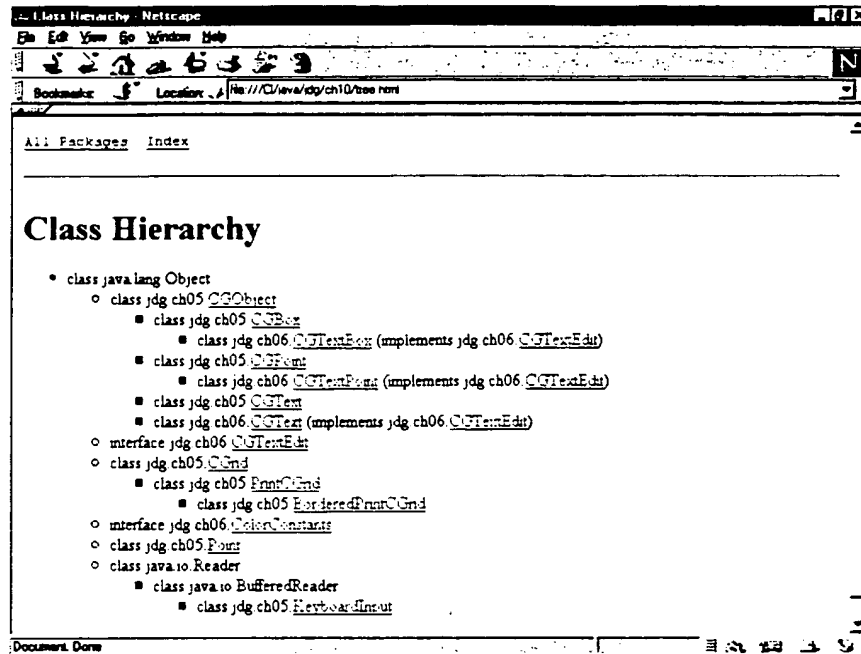 Class Hierarchy - Netscape
File Edit View Go Window Help
Bookmarks Location: file:///C|/java/jdg/ch10/tree.html
N
All Packages Index
Class Hierarchy
class java.lang.Object
class jdg.ch05.CGObject
class jdg.ch05.CGBox
class jdg.ch06.CGTextBox (implements jdg.ch06.CGTextEdit)
class jdg.ch05.CGPoint
class jdg.ch06.CGTextPoint (implements jdg.ch06.CGTextEdit)
class jdg.ch05.CGText
class jdg.ch06.CGText (implements jdg.ch06.CGTextEdit)
interface jdg.ch06.CGTextEdit
class jdg.ch05.CGrid
class jdg.ch05.PrintCGrid
class jdg.ch05.BorderedPrintCGrid
interface jdg.ch06.ColorConstants
class jdg.ch05.Point
class java.io.Reader
class java.io.BufferedReader
class jdg.ch05.KeyboardInput
Document: Done